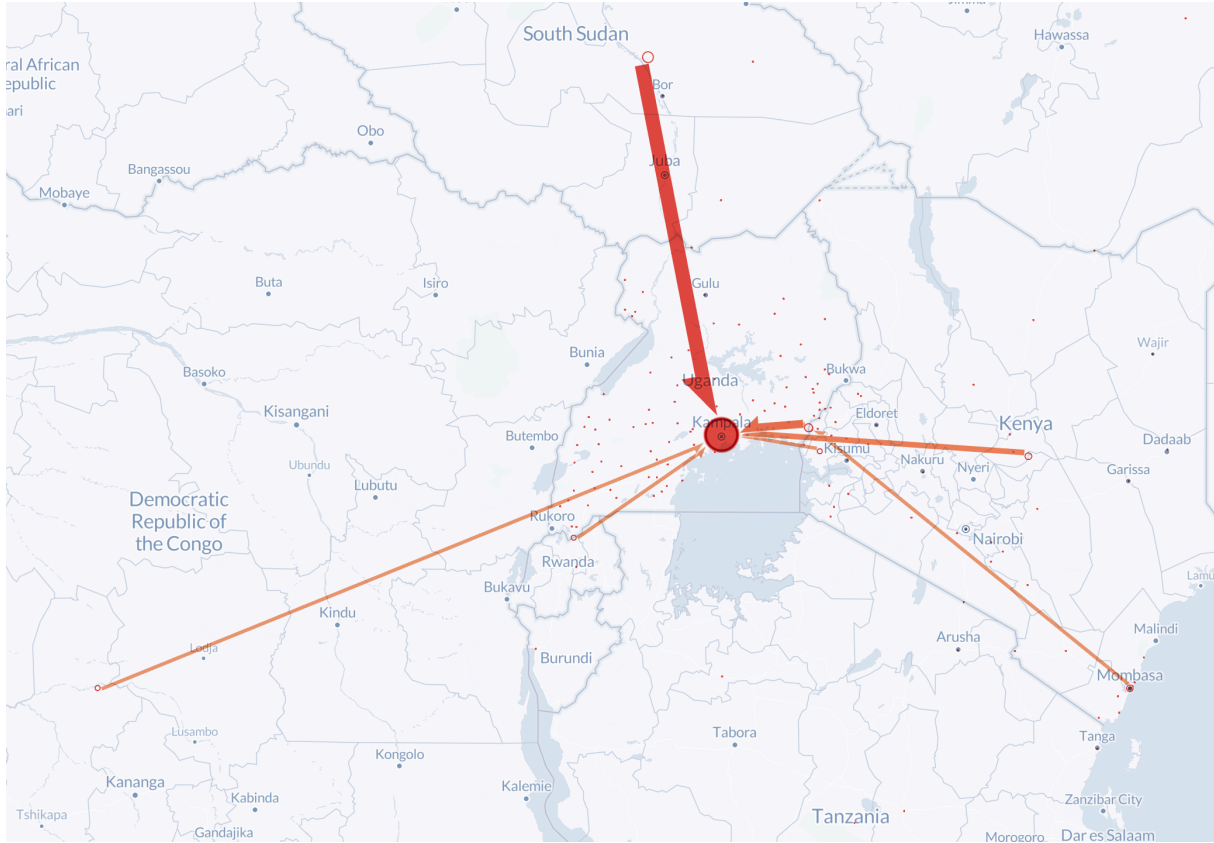 South Sudan
Jimma
Hawassa
ral African
epublic
ari
Bor
Obo
Juba
Bangassou
Mobaye
Buta
Isiro
Gulu
Wajir
Bunia
Basoko
Uganda
Bukwa
Kisangani
Eldoret
Kampala
Kenya
Butembo
Kisumu
Dadaab
Ubundu
Nakuru
Nyeri
Garissa
Lubutu
Democratic
Republic of
the Congo
Rukoro
Nairobi
Rwanda
Bukavu
Lamu
Kindu
Malindi
Arusha
Lodja
Burundi
Mombasa
Lusambo
Tabora
Tanga
Kongolo
Kananga
Kalemie
Kabinda
Zanzibar City
Tshikapa
Tanzania
Gandajika
Morogoro
Dar es Salaam